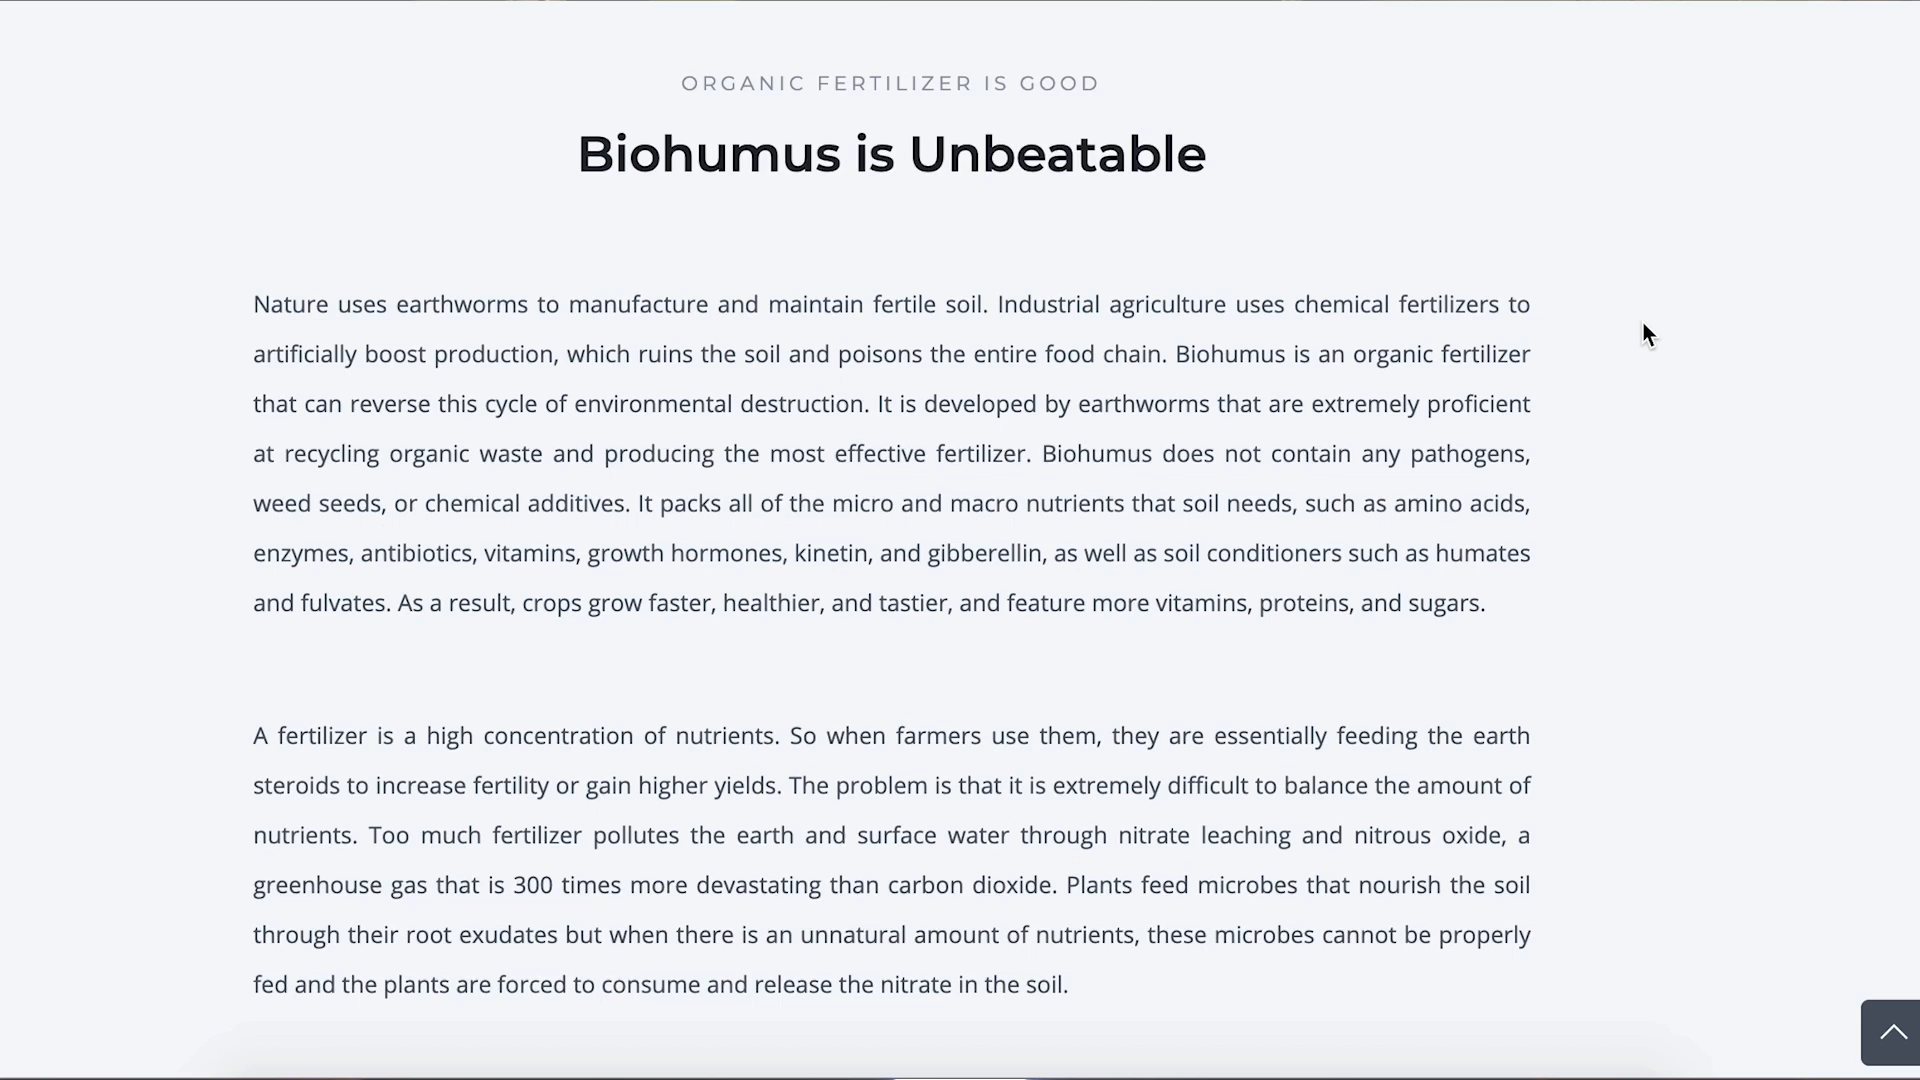 ORGANIC FERTILIZER IS GOOD
Biohumus is Unbeatable
Nature uses earthworms to manufacture and maintain fertile soil. Industrial agriculture uses chemical fertilizers to
artificially boost production, which ruins the soil and poisons the entire food chain. Biohumus is an organic fertilizer
that can reverse this cycle of environmental destruction. It is developed by earthworms that are extremely proficient
at recycling organic waste and producing the most effective fertilizer. Biohumus does not contain any pathogens,
weed seeds, or chemical additives. It packs all of the micro and macro nutrients that soil needs, such as amino acids,
enzymes, antibiotics, vitamins, growth hormones, kinetin, and gibberellin, as well as soil conditioners such as humates
and fulvates. As a result, crops grow faster, healthier, and tastier, and feature more vitamins, proteins, and sugars.
A fertilizer is a high concentration of nutrients. So when farmers use them, they are essentially feeding the earth
steroids to increase fertility or gain higher yields. The problem is that it is extremely difficult to balance the amount of
nutrients. Too much fertilizer pollutes the earth and surface water through nitrate leaching and nitrous oxide, a
greenhouse gas that is 300 times more devastating than carbon dioxide. Plants feed microbes that nourish the soil
through their root exudates but when there is an unnatural amount of nutrients, these microbes cannot be properly
fed and the plants are forced to consume and release the nitrate in the soil.